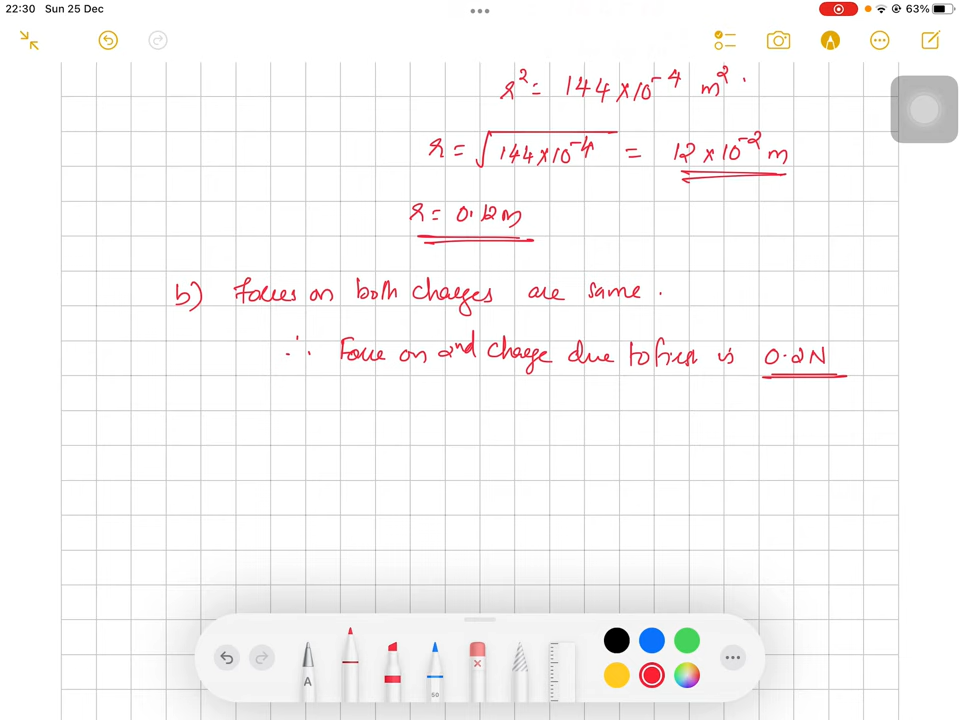 22:30 Sun 25 Dec
63%
r² = 144 × 10⁻⁴ m².
r = √144×10⁻⁴ = 12 × 10⁻² m
r = 0.12 m
b) Forces on both charges are same.
∴ Force on 2nd charge due to first is 0.2N
A
50